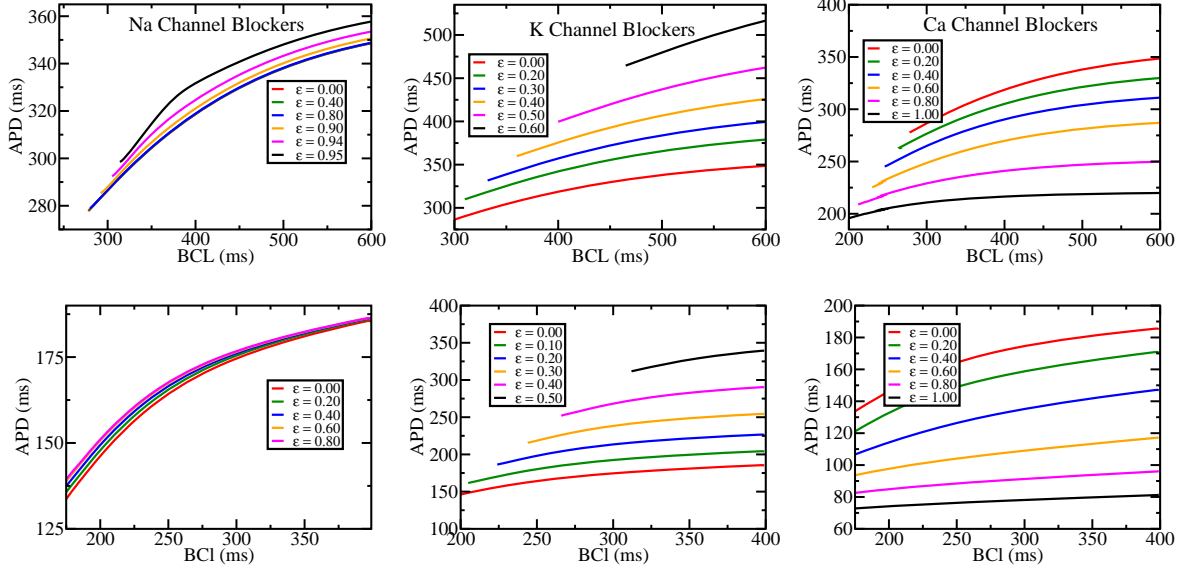 Na Channel Blockers
APD (ms)
360
340
320
300
280
ε = 0.00
ε = 0.40
ε = 0.80
ε = 0.90
ε = 0.94
ε = 0.95
300
400
500
600
BCL (ms)
K Channel Blockers
APD (ms)
500
450
400
350
300
ε = 0.00
ε = 0.20
ε = 0.30
ε = 0.40
ε = 0.50
ε = 0.60
300
400
500
600
BCL (ms)
Ca Channel Blockers
APD (ms)
400
350
300
250
200
ε = 0.00
ε = 0.20
ε = 0.40
ε = 0.60
ε = 0.80
ε = 1.00
200
300
400
500
600
BCL (ms)
APD (ms)
175
150
125
ε = 0.00
ε = 0.20
ε = 0.40
ε = 0.60
ε = 0.80
200
250
300
350
BCl (ms)
APD (ms)
400
350
300
250
200
150
100
ε = 0.00
ε = 0.10
ε = 0.20
ε = 0.30
ε = 0.40
ε = 0.50
200
250
300
350
400
BCl (ms)
APD (ms)
200
180
160
140
120
100
80
60
ε = 0.00
ε = 0.20
ε = 0.40
ε = 0.60
ε = 0.80
ε = 1.00
200
250
300
350
400
BCl (ms)